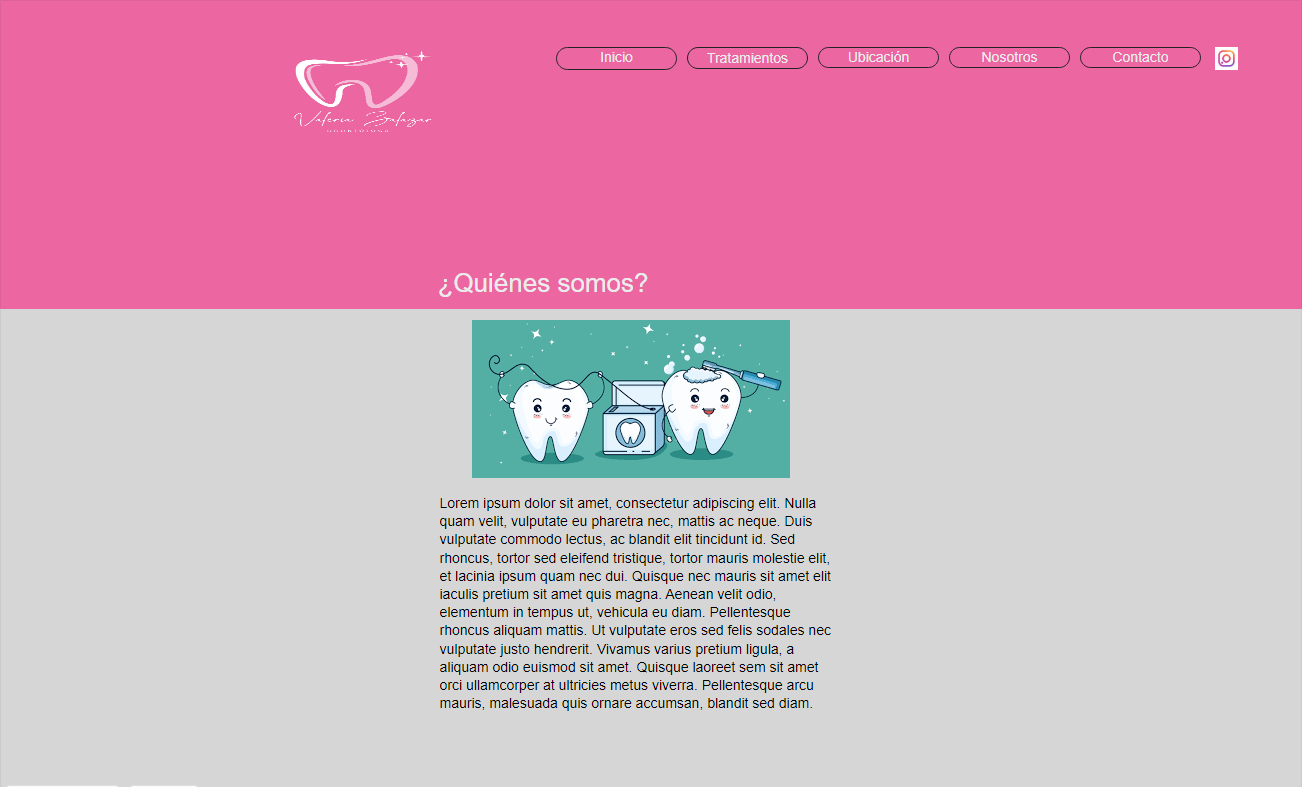 Inicio
Tratamientos
Ubicación
Nosotros
Contacto
Valeria Salazar
¿Quiénes somos?
Lorem ipsum dolor sit amet, consectetur adipiscing elit. Nulla
quam velit, vulputate eu pharetra nec, mattis ac neque. Duis
vulputate commodo lectus, ac blandit elit tincidunt id. Sed
rhoncus, tortor sed eleifend tristique, tortor mauris molestie elit,
et lacinia ipsum quam nec dui. Quisque nec mauris sit amet elit
iaculis pretium sit amet quis magna. Aenean velit odio,
elementum in tempus ut, vehicula eu diam. Pellentesque
rhoncus aliquam mattis. Ut vulputate eros sed felis sodales nec
vulputate justo hendrerit. Vivamus varius pretium ligula, a
aliquam odio euismod sit amet. Quisque laoreet sem sit amet
orci ullamcorper at ultricies metus viverra. Pellentesque arcu
mauris, malesuada quis ornare accumsan, blandit sed diam.